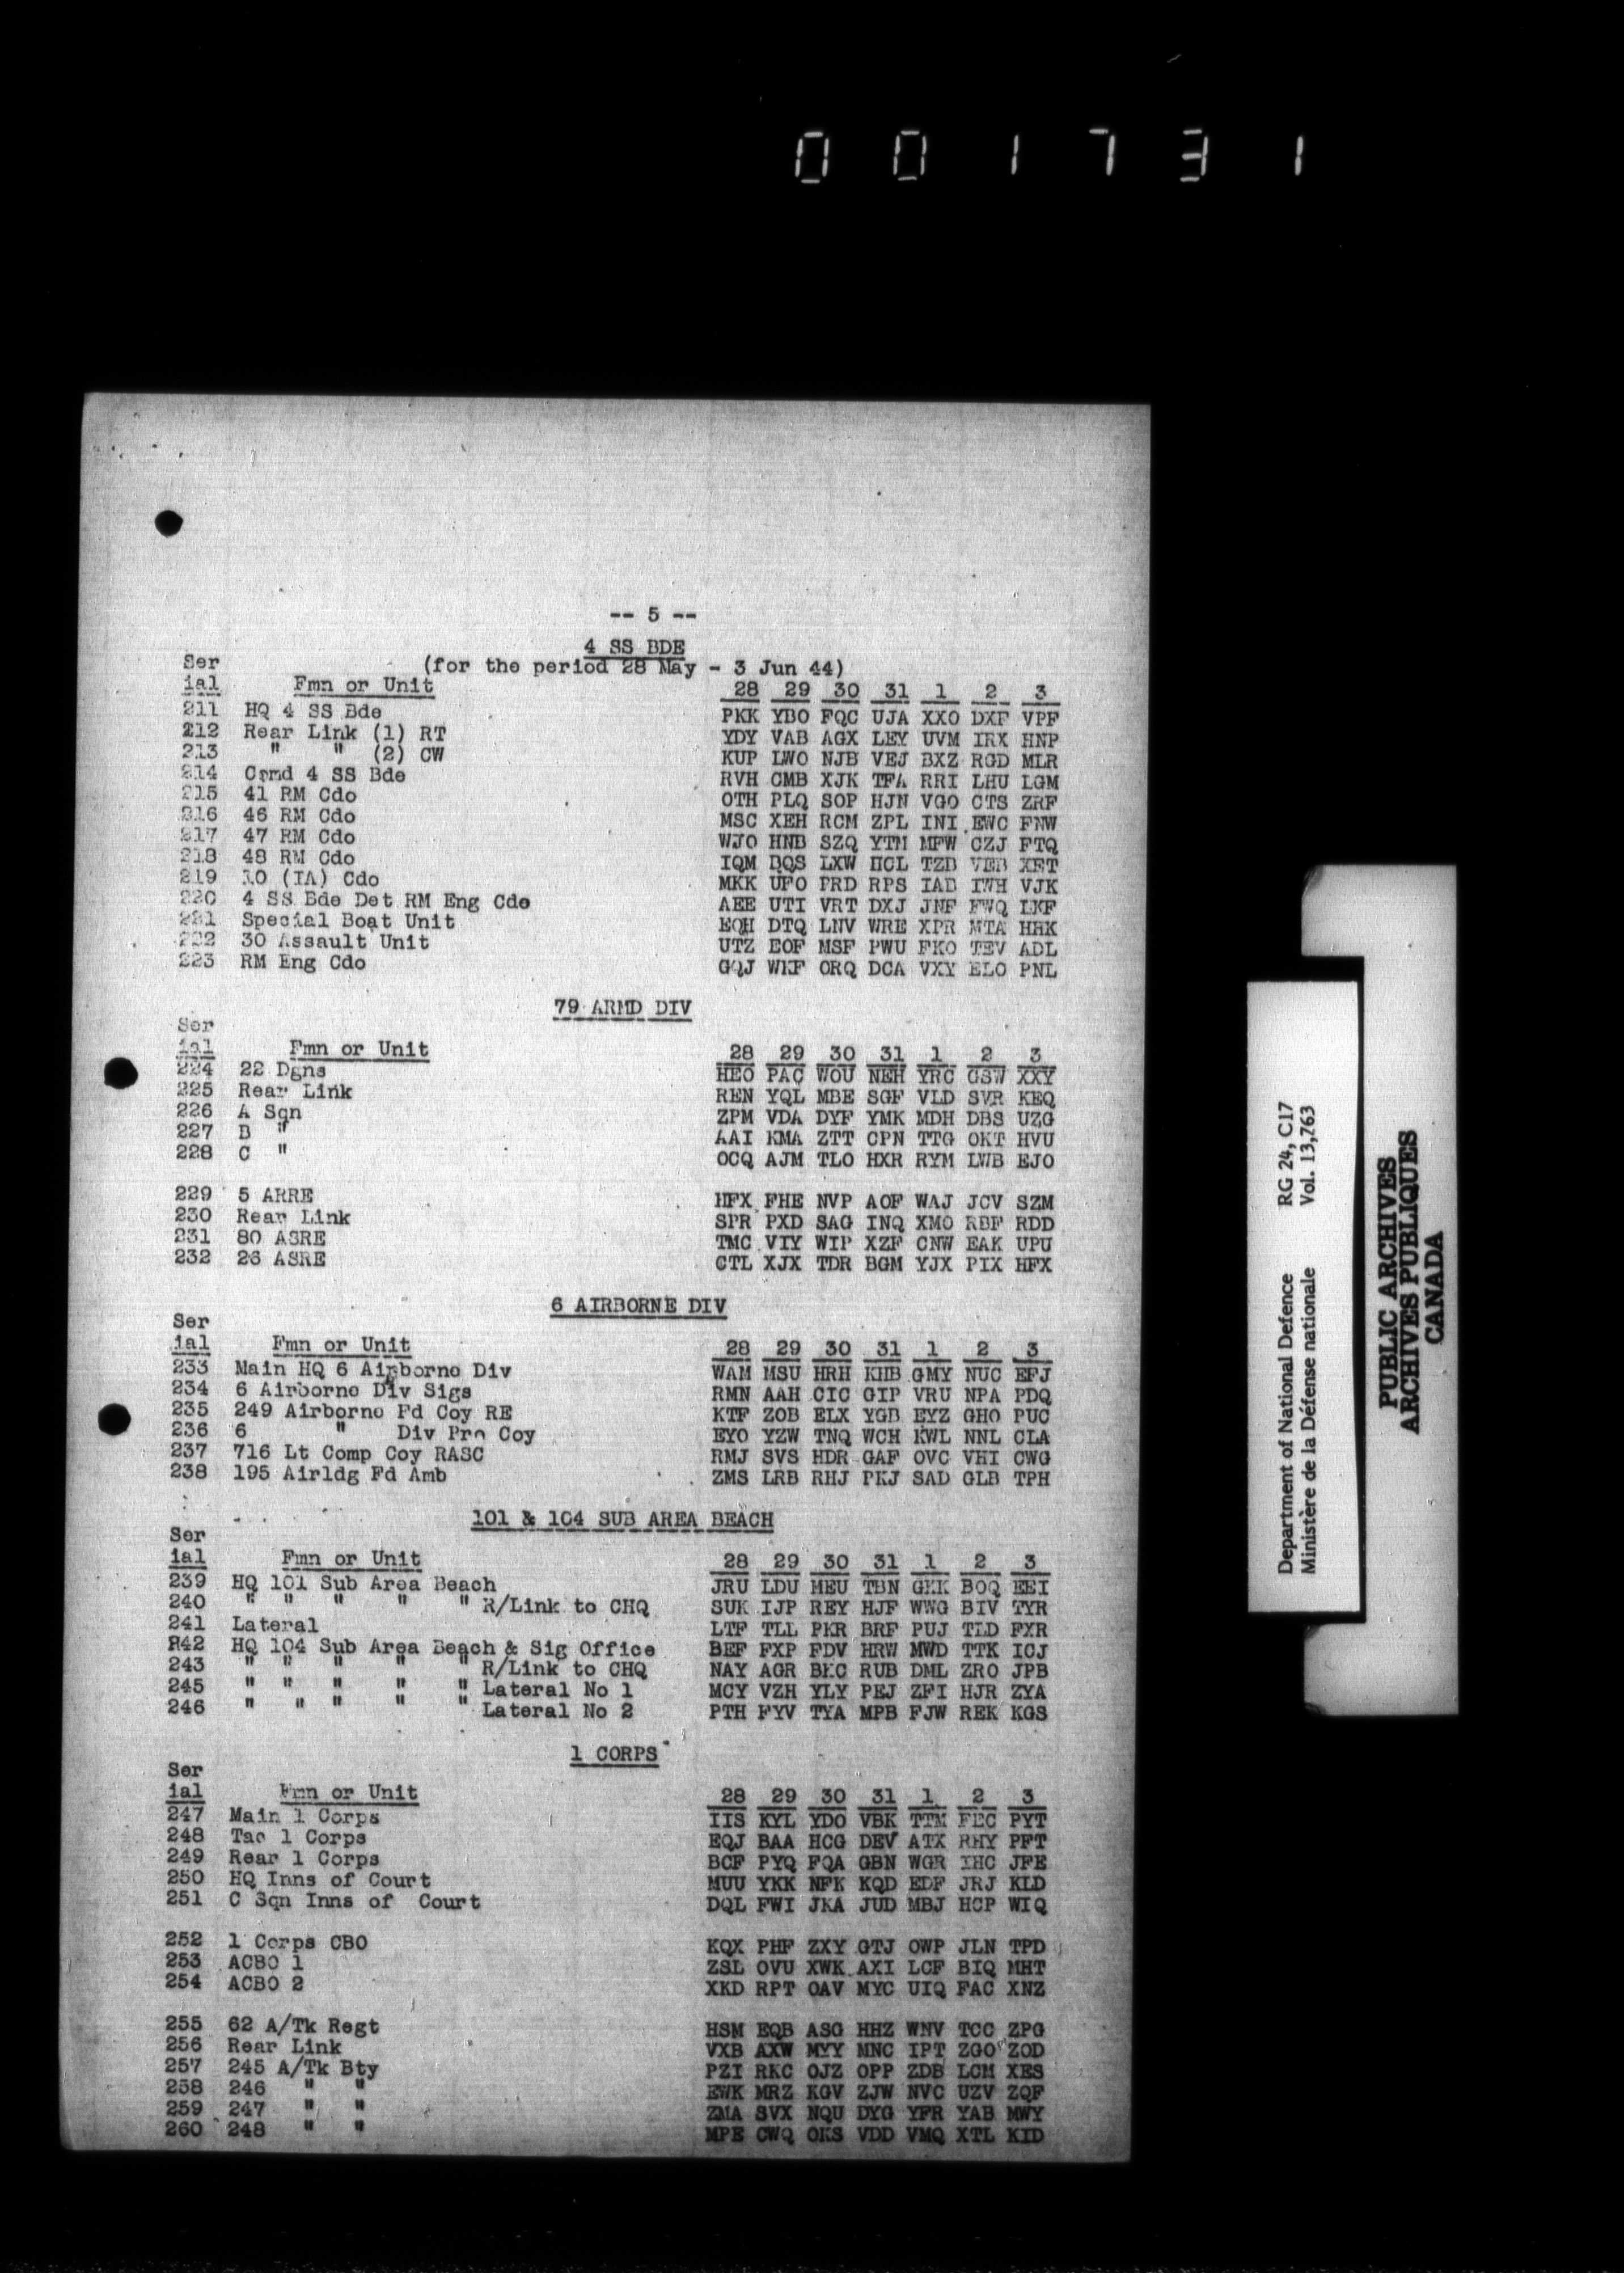 001731
-- 5 --
4 SS BDE
(for the period 28 May - 3 Jun 44)
Ser
ial Fmn or Unit 28 29 30 31 1 2 3
211 HQ 4 SS Bde PKK YBO FQC UJA XXO DXF VPF
212 Rear Link (1) RT YDY VAB AGX LEY UVM IRX HNP
213 " " (2) CW KUP LWO NJB VEJ BXZ RGD MLR
214 Comd 4 SS Bde RVH CMB XJK TFA RRI LHU LGM
215 41 RM Cdo OTH PLQ SOP HJN VGO CTS ZRF
216 46 RM Cdo MSC XEH RCM ZPL INI EWC FNW
217 47 RM Cdo WJO HNB SZQ YTM MFW CZJ FTQ
218 48 RM Cdo IQM LXW TZD
219 10 (IA) Cdo MKK UFO PRD RPS IWH VJK
220 4 SS Bde Det RM Eng Cdo AEE UTI VRT DXJ JNF FWQ LKF
221 Special Boat Unit EQH DTQ LNV WRE XPR MTA HHK
222 30 Assault Unit UTZ EOF MSF PWU FKO TEV ADL
223 RM Eng Cdo GQJ WKF ORQ DCA VXY ELO PNL
79 ARMD DIV
Ser
ial Fmn or Unit 28 29 30 31 1 2 3
224 22 Dgns HEO PAC WOU NEH YRC GSW XXY
225 Rear Link REN YQL MBE SGF VLD SVR KEQ
226 A Sqn ZPM VDA DYF YMK MDH DBS UZG
227 B " AAI KMA ZTT CPN TTG OKT HVU
228 C " OCQ AJM TLO HXR RYM LWB EJO
229 5 ARRE HFX FHE NVP AOF WAJ JCV SZM
230 Rear Link SPR PXD SAG INQ XMO RBF RDD
231 80 ASRE TMC VIY WIP XZF CNW EAK UPU
232 26 ASRE CTL XJX TDR BGM YJX PIX HFX
6 AIRBORNE DIV
Ser
ial Fmn or Unit 28 29 30 31 1 2 3
233 Main HQ 6 Airborne Div WAM MSU HRH KHB GMY NUC EFJ
234 6 Airborne Div Sigs RMN AAH CIC GIP VRU NPA PDQ
235 249 Airborne Fd Coy RE KTF ZOB ELX YGB EYZ GHO PUC
236 6 " Div Pro Coy EYO YZW TNQ WCH KWL NNL CLA
237 716 Lt Comp Coy RASC RMJ SVS HDR GAF OVC VHI CWG
238 195 Airldg Fd Amb ZMS LRB RHJ PKJ SAD GLB TPH
101 & 104 SUB AREA BEACH
Ser
ial Fmn or Unit 28 29 30 31 1 2 3
239 HQ 101 Sub Area Beach JRU LDU MEU TBN GKK BOQ EEI
240 " " " " " R/Link to CHQ SUK IJP REY HJF WWG BIV TYR
241 Lateral LTF TLL PKR BRF PUJ TLD FXR
242 HQ 104 Sub Area Beach & Sig Office BEF FXP FDV HRW MWD TTK ICJ
243 " " " " " R/Link to CHQ NAY AGR BKC RUB DML ZRO JPB
245 " " " " " Lateral No 1 MCY VZH YLY PEJ ZFI HJR ZYA
246 " " " " " Lateral No 2 PTH FYV TYA MPB FJW REK KGS
1 CORPS
Ser
ial Fmn or Unit 28 29 30 31 1 2 3
247 Main 1 Corps IIS KYL YDO VBK TTM FEC PYT
248 Tac 1 Corps EQJ BAA HCG DEV ATX RHY PFT
249 Rear 1 Corps BCF PYQ FQA GBN WGR IHC JFE
250 HQ Inns of Court MUU YKK NFK KQD EDF JRJ KLD
251 C Sqn Inns of Court DQL FWI JKA JUD MBJ HCP WIQ
252 1 Corps CBO KQX PHF ZXY GTJ OWP JLN TPD
253 ACBO 1 ZSL OVU XWK AXI LCF BIQ MHT
254 ACBO 2 XKD RPT OAV MYC UIQ FAC XNZ
255 62 A/Tk Regt HSM EQB ASG HHZ WNV TCC ZPG
256 Rear Link VXB AXW MYY MNC IPT ZGO ZOD
257 245 A/Tk Bty PZI RKC OJZ OPP ZDB LCM XES
258 246 " " EWK MRZ KGV ZJW NVC UZV ZQF
259 247 " " ZMA SVX NQU DYG YFR YAB MWY
260 248 " " MPE CWQ OKS VDD VMQ XTL KID
Department of National Defence RG 24, C17
Ministère de la Défense nationale Vol. 13,763
PUBLIC ARCHIVES
ARCHIVES PUBLIQUES
CANADA